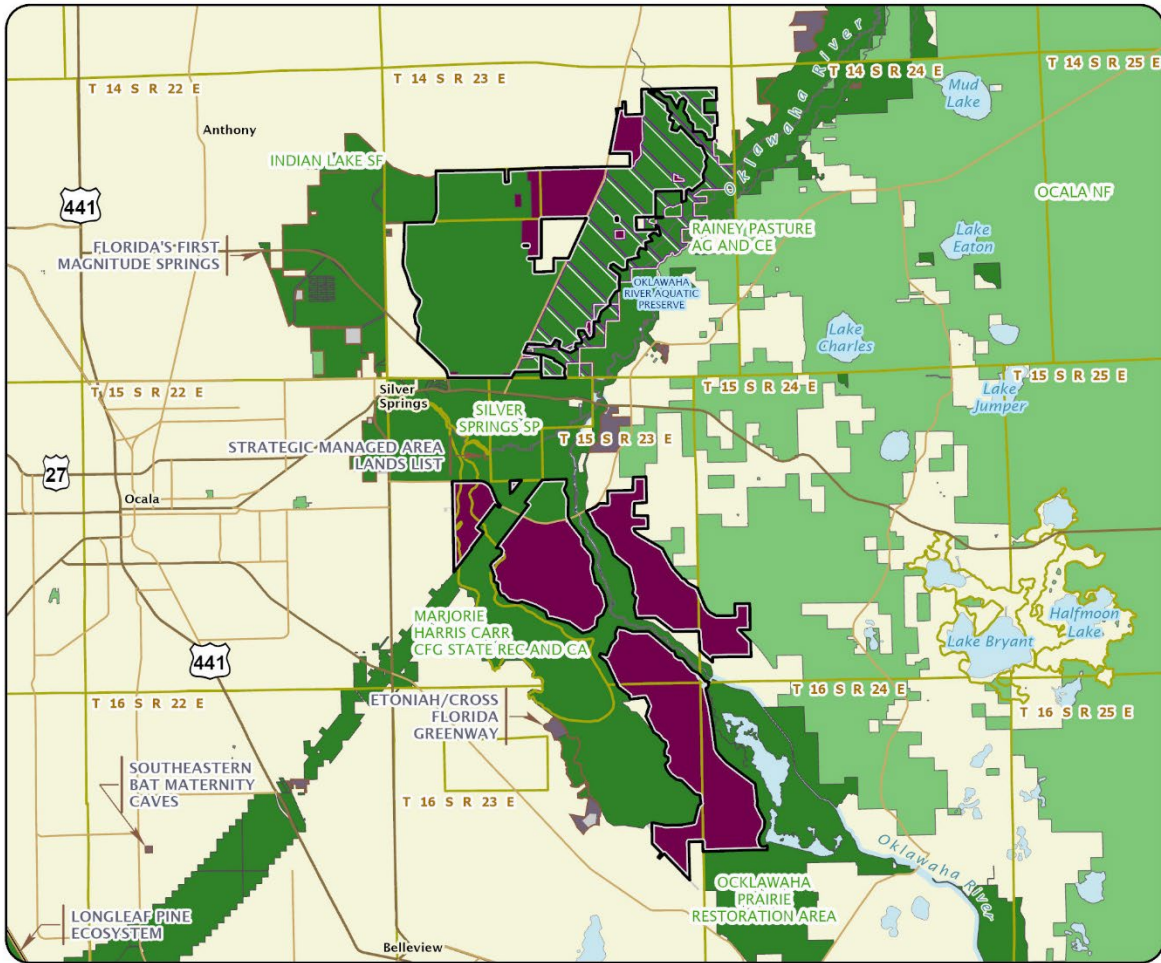 T 14 S R 22 E
T 14 S R 23 E
T 14 S R 24 E
T 14 S R 25 E
Oklawaha River
Mud
Lake
Anthony
INDIAN LAKE SF
441
OCALA NF
FLORIDA'S FIRST
MAGNITUDE SPRINGS
RAINEY PASTURE
AG AND CE
Lake
Eaton
OKLAWAHA
RIVER AQUATIC
PRESERVE
Lake
Charles
T 15 S R 22 E
Silver
Springs
T 15 S R 24 E
T 15 S R 25 E
Lake
Jumper
SILVER
SPRINGS SP
T 15 S R 23 E
STRATEGIC MANAGED AREA
LANDS LIST
27
Ocala
MARJORIE
HARRIS CARR
CFG STATE REC AND CA
Halfmoon
Lake
Lake Bryant
441
T 16 S R 22 E
T 16 S R 24 E
T 16 S R 25 E
ETONIAH/CROSS
FLORIDA
GREENWAY
SOUTHEASTERN
BAT MATERNITY
CAVES
T 16 S R 23 E
Oklawaha River
OCKLAWAHA
PRAIRIE
RESTORATION AREA
LONGLEAF PINE
ECOSYSTEM
Belleview